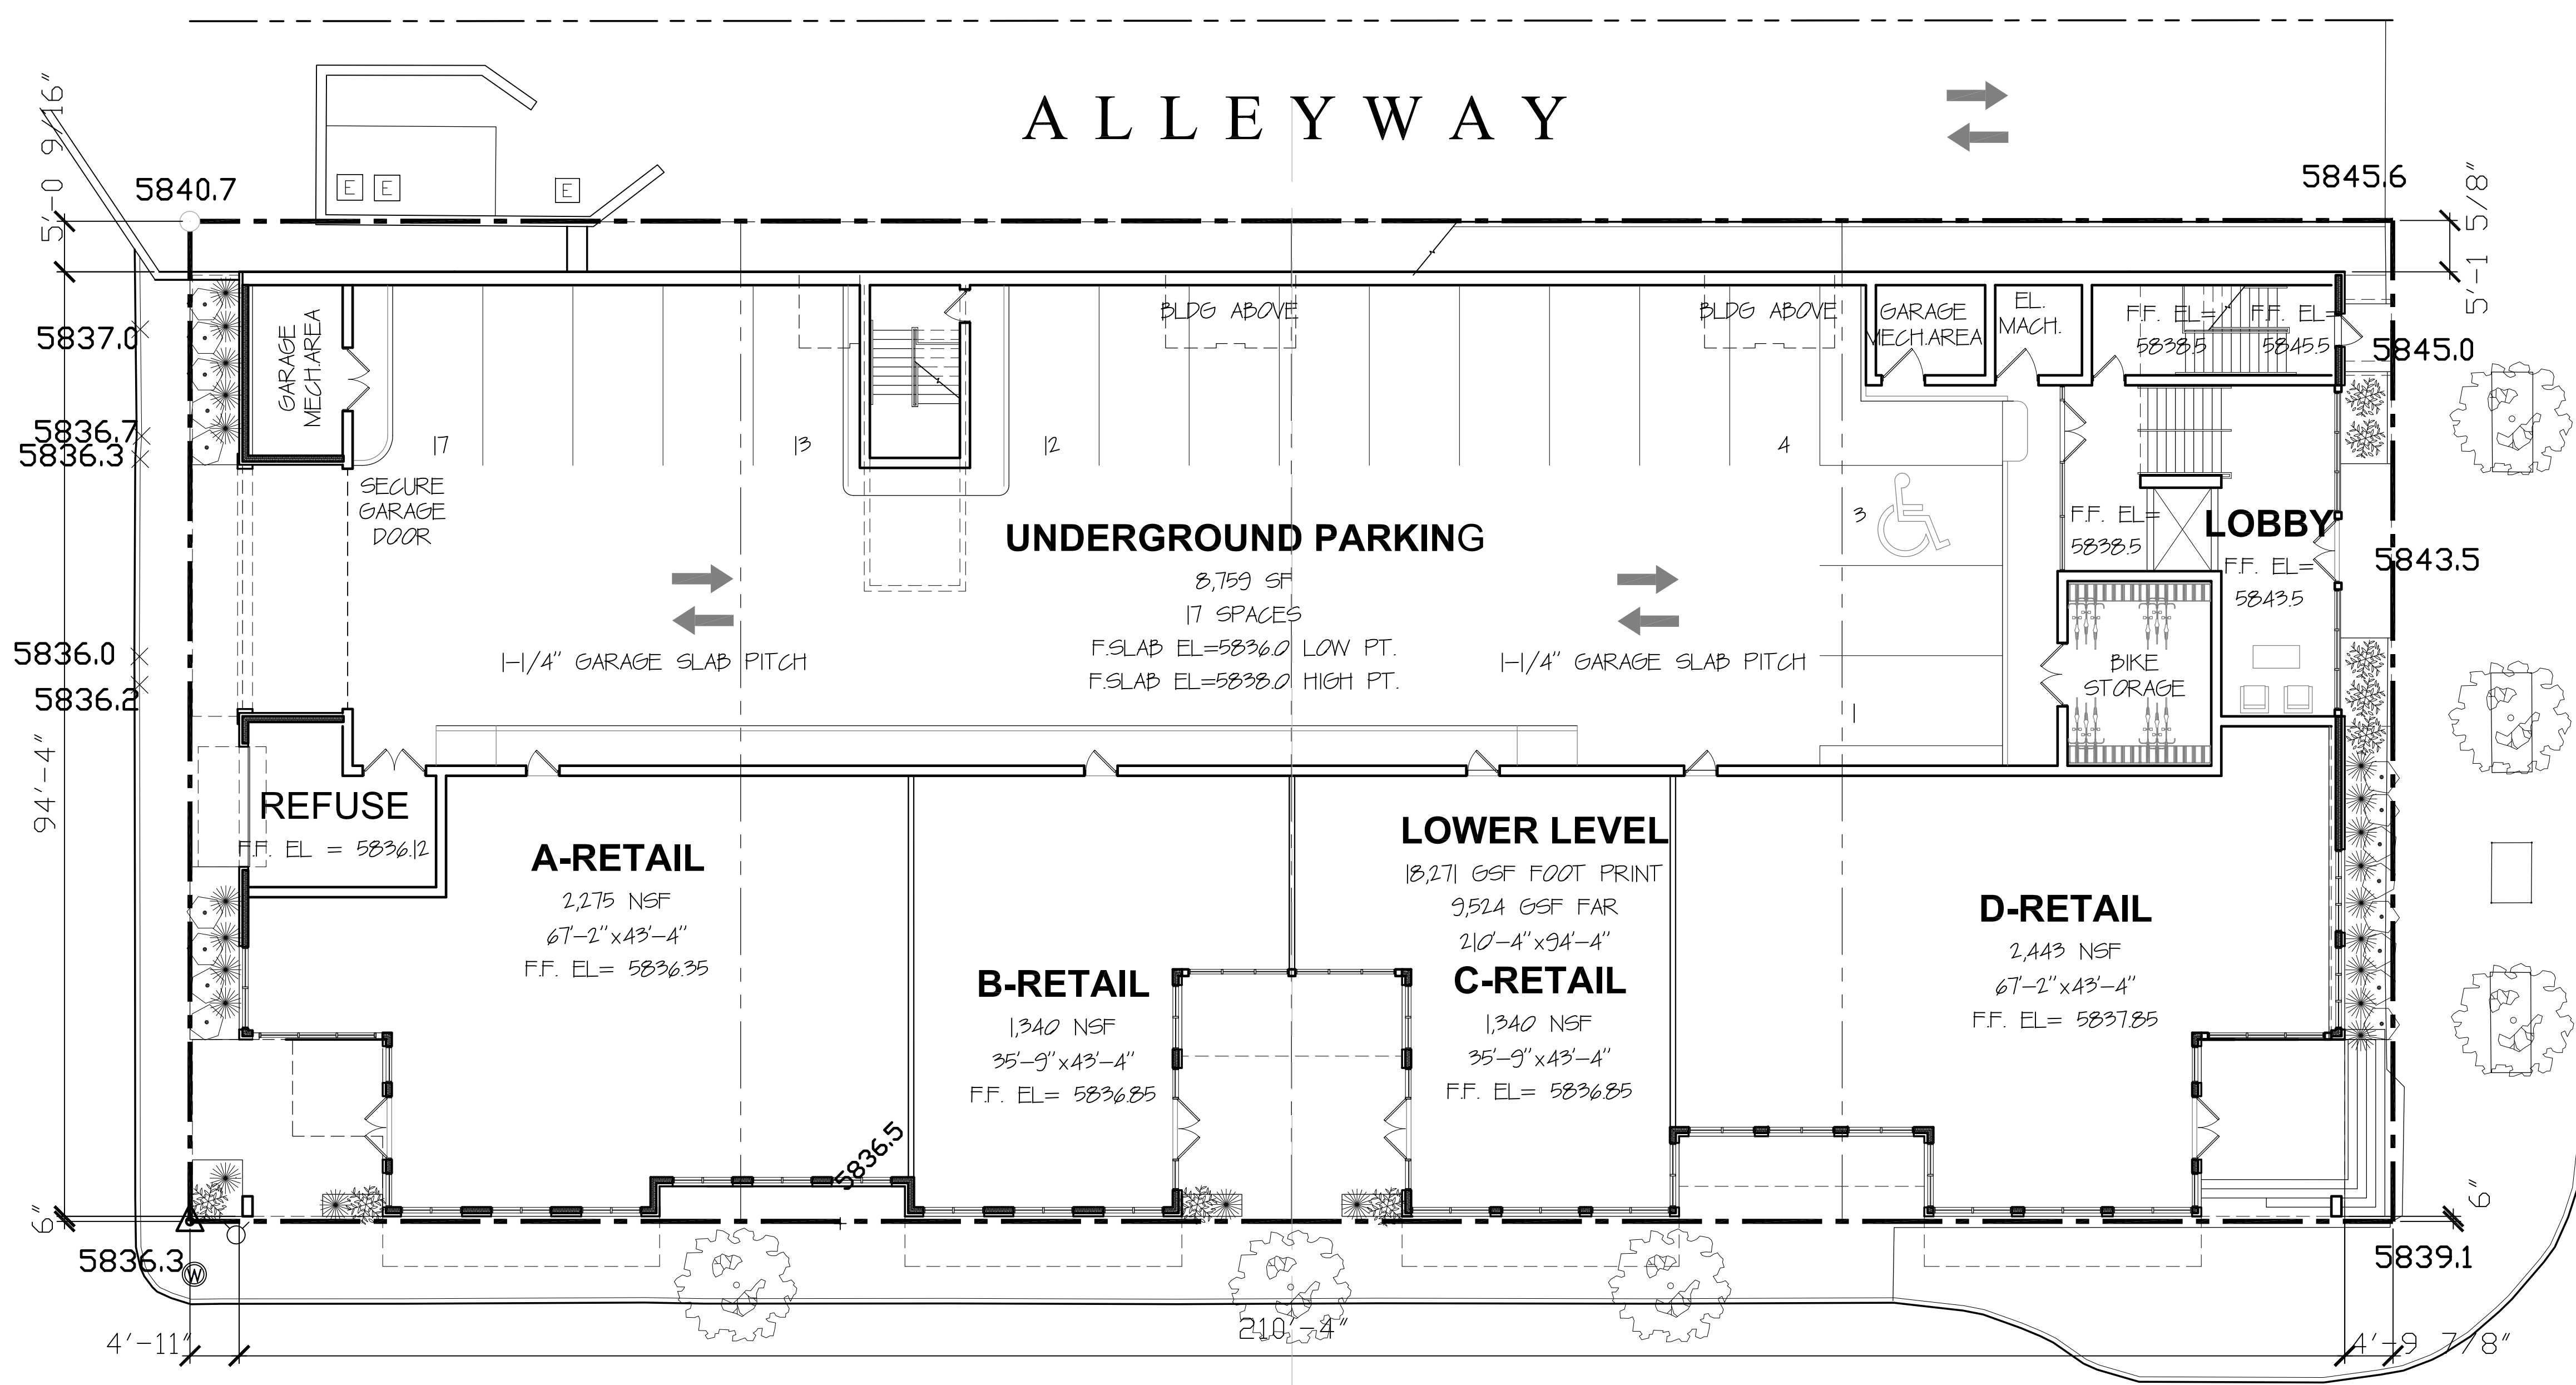 A L L E Y W A Y
5'-0 9/16"
5840.7
E
E
E
5845.6
5'-1 5/8"
5837.0
5836.7
5836.3
GARAGE
MECH.AREA
BLDG ABOVE
BLDG ABOVE
GARAGE
MECH.AREA
EL.
MACH.
F.F. EL=
5838.5
F.F. EL=
5845.5
5845.0
17
13
12
4
SECURE
GARAGE
DOOR
3
UNDERGROUND PARKING
8,759 SF
17 SPACES
F.SLAB EL=5836.0 LOW PT.
F.SLAB EL=5838.0 HIGH PT.
F.F. EL=
5838.5
LOBBY
F.F. EL=
5843.5
5843.5
5836.0
5836.2
1-1/4" GARAGE SLAB PITCH
1-1/4" GARAGE SLAB PITCH
BIKE
STORAGE
1
94'-4"
REFUSE
F.F. EL = 5836.12
A-RETAIL
2,275 NSF
67'-2"x43'-4"
F.F. EL= 5836.35
LOWER LEVEL
18,271 GSF FOOT PRINT
9,524 GSF FAR
210'-4"x94'-4"
B-RETAIL
1,340 NSF
35'-9"x43'-4"
F.F. EL= 5836.85
C-RETAIL
1,340 NSF
35'-9"x43'-4"
F.F. EL= 5836.85
D-RETAIL
2,443 NSF
67'-2"x43'-4"
F.F. EL= 5837.85
5836.5
6"
6"
5836.3
W
5839.1
4'-11"
210'-4"
4'-9 7/8"